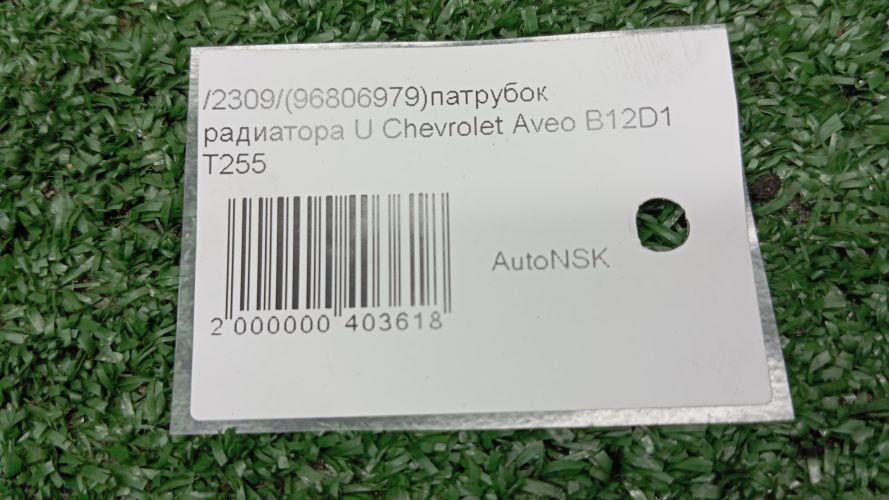 /2309/(96806979)патрубок
радиатора U Chevrolet Aveo B12D1
T255
AutoNSK
2 000000 403618